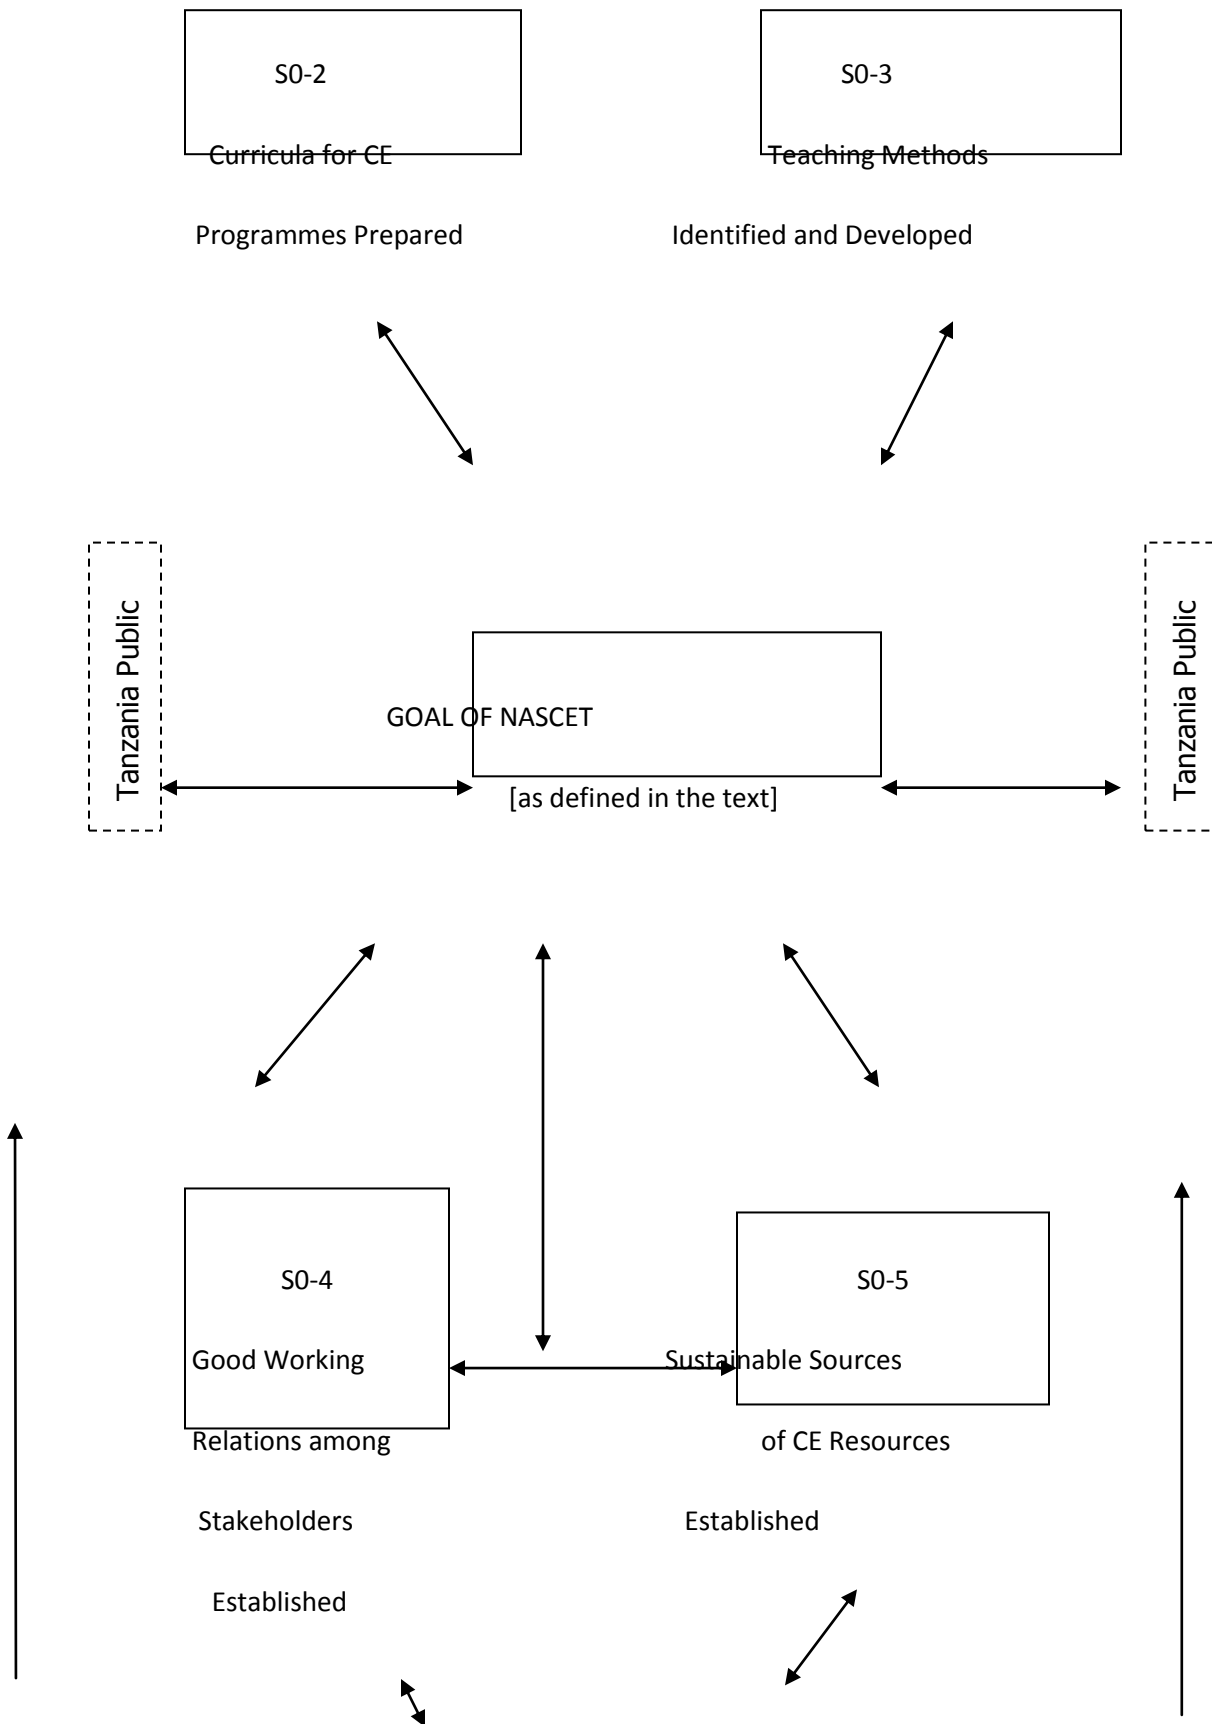 S0-2
Curricula for CE
Programmes Prepared
S0-3
Teaching Methods
Identified and Developed
Tanzania Public
GOAL OF NASCET
[as defined in the text]
Tanzania Public
S0-4
Good Working
Relations among
Stakeholders
Established
S0-5
Sustainable Sources
of CE Resources
Established